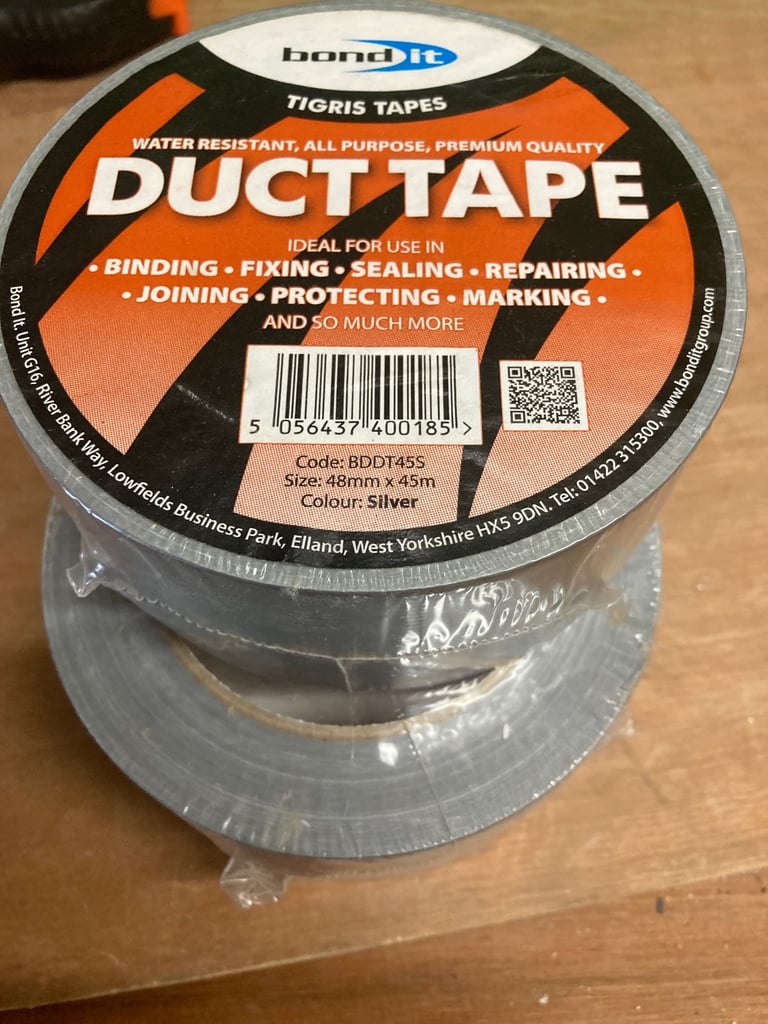 bond it
TIGRIS TAPES
WATER RESISTANT, ALL PURPOSE, PREMIUM QUALITY
DUCT TAPE
IDEAL FOR USE IN
• BINDING • FIXING • SEALING • REPAIRING •
• JOINING • PROTECTING • MARKING •
AND SO MUCH MORE
5 056437 400185 >
Code: BDDT45S
Size: 48mm x 45m
Colour: Silver
Bond It. Unit G16, River Bank Way, Lowfields Business Park, Elland, West Yorkshire HX5 9DN. Tel: 01422 315300, www.bonditgroup.com